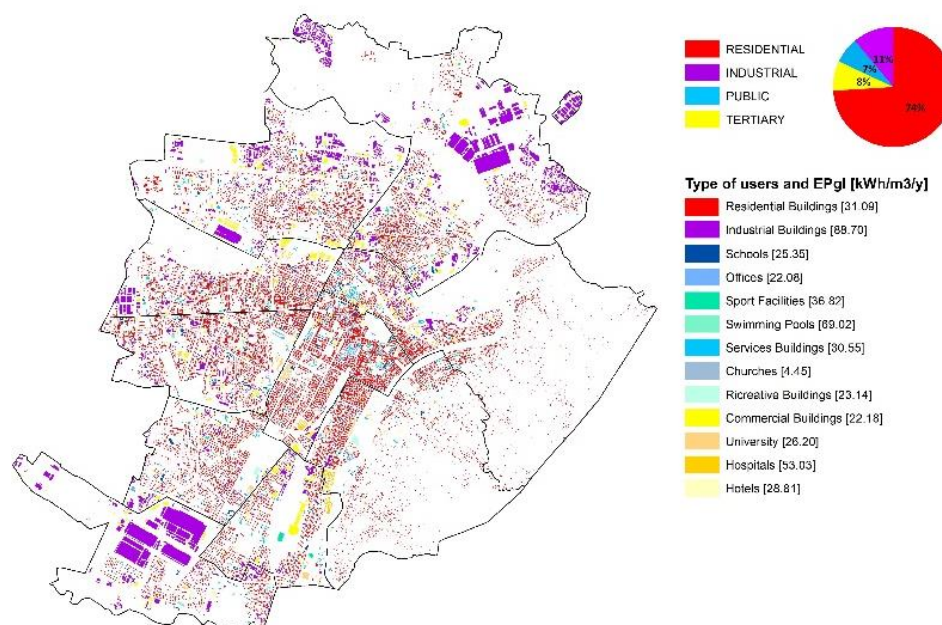 RESIDENTIAL
INDUSTRIAL
PUBLIC
TERTIARY
11%
7%
8%
74%
Type of users and EPgl [kWh/m3/y]
Residential Buildings [31.09]
Industrial Buildings [88.70]
Schools [25.35]
Offices [22.08]
Sport Facilities [36.82]
Swimming Pools [69.02]
Services Buildings [30.55]
Churches [4.45]
Ricreative Buildings [23.14]
Commercial Buildings [22.18]
University [26.20]
Hospitals [53.03]
Hotels [28.81]